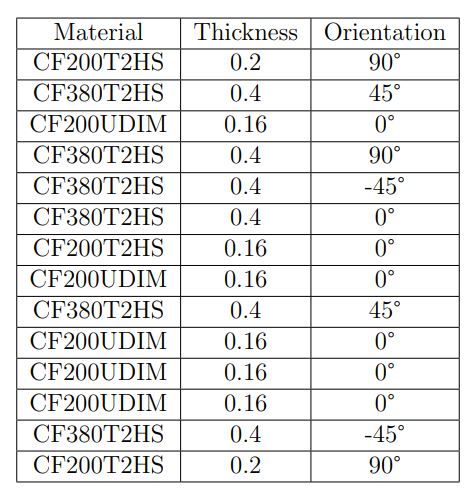 Material Thickness Orientation
CF200T2HS 0.2 90°
CF380T2HS 0.4 45°
CF200UDIM 0.16 0°
CF380T2HS 0.4 90°
CF380T2HS 0.4 -45°
CF380T2HS 0.4 0°
CF200T2HS 0.16 0°
CF200UDIM 0.16 0°
CF380T2HS 0.4 45°
CF200UDIM 0.16 0°
CF200UDIM 0.16 0°
CF200UDIM 0.16 0°
CF380T2HS 0.4 -45°
CF200T2HS 0.2 90°